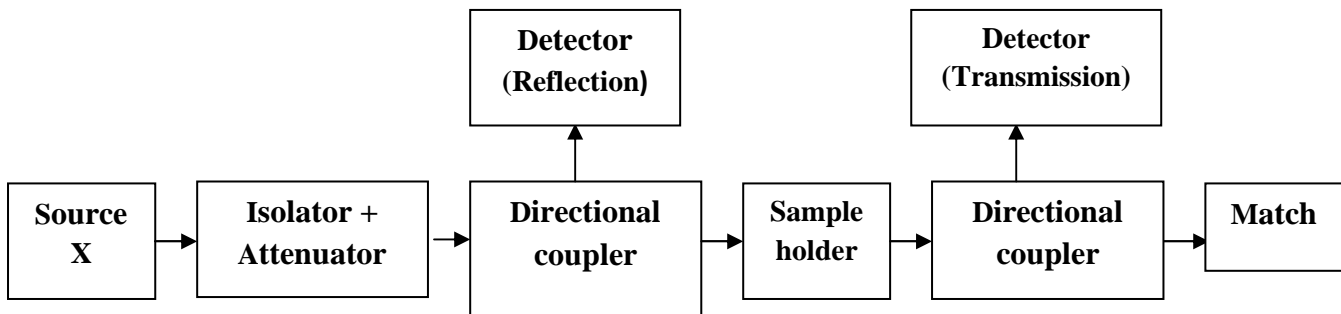 Detector
(Reflection)
Detector
(Transmission)
Source
X
Isolator +
Attenuator
Directional
coupler
Sample
holder
Directional
coupler
Match